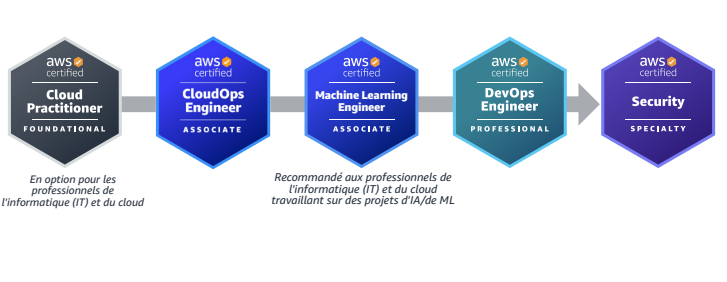 aws
certified
Cloud
Practitioner
FOUNDATIONAL
aws
certified
CloudOps
Engineer
ASSOCIATE
aws
certified
Machine Learning
Engineer
ASSOCIATE
aws
certified
DevOps
Engineer
PROFESSIONAL
aws
certified
Security
SPECIALTY
En option pour les
professionnels de
l'informatique (IT) et du cloud
Recommandé aux professionnels de
l'informatique (IT) et du cloud
travaillant sur des projets d'IA/de ML